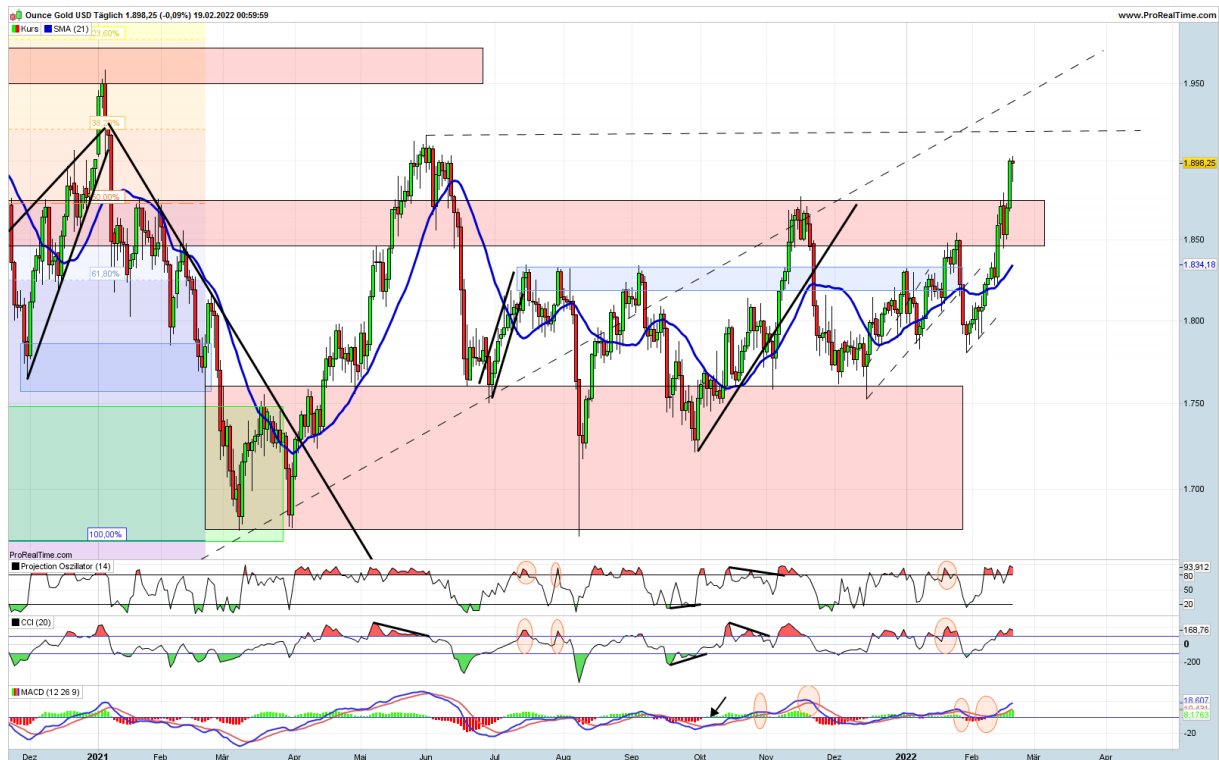 Ounce Gold USD Täglich 1.898,25 (-0,09%) 19.02.2022 00:59:59
www.ProRealTime.com
Kurs SMA (21)
23,60%
1.950
38,20%
1.898,25
61,80%
1.850
1.834,18
1.800
1.750
1.700
100,00%
ProRealTime.com
Projection Oszillator (14)
93,912
80
50
20
CCI (20)
168,76
0
-200
MACD (12 26 9)
18,607
8,1763
-20
Dez 2021 Feb Mär Apr Mai Jun Jul Aug Sep Okt Nov Dez 2022 Feb Mär Apr